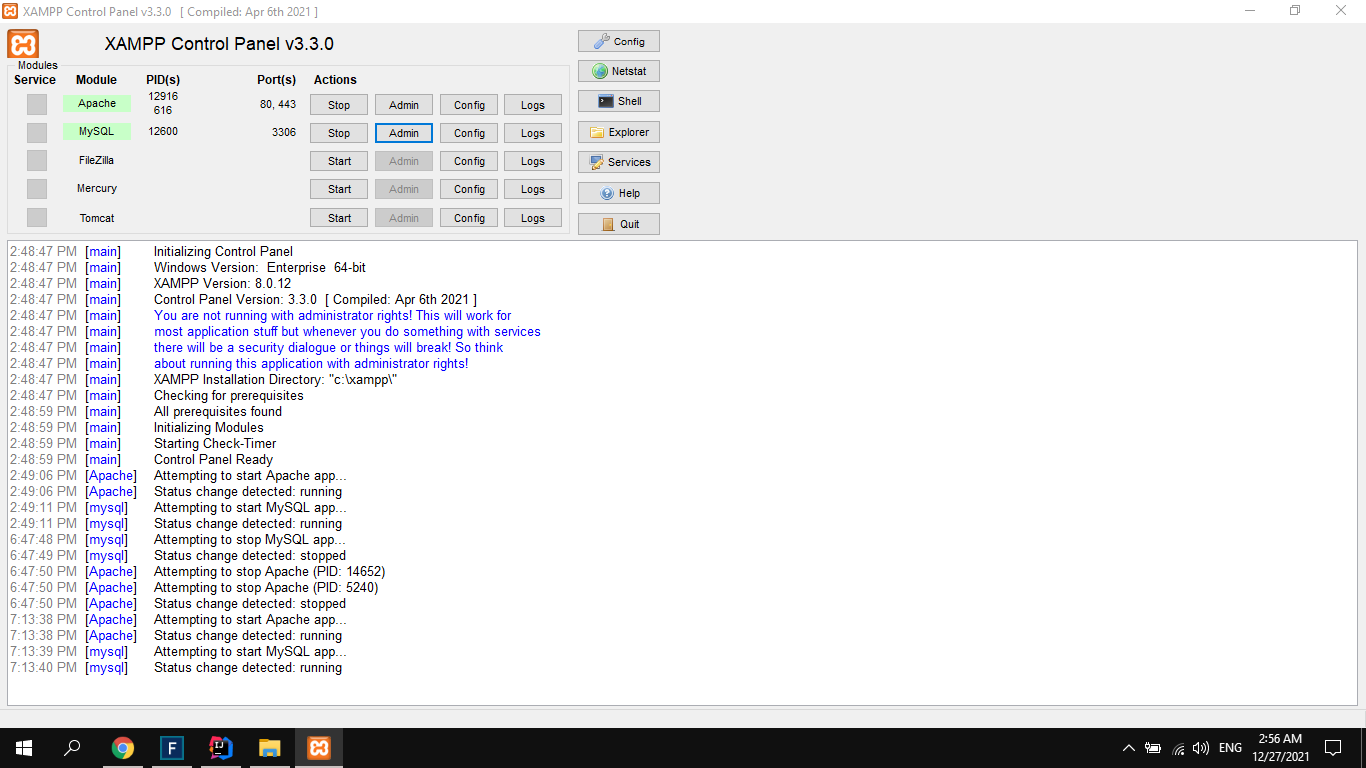 XAMPP Control Panel v3.3.0 [ Compiled: Apr 6th 2021 ]
XAMPP Control Panel v3.3.0
Config
Modules
Service Module PID(s) Port(s) Actions
Netstat
Apache 12916 616 80, 443 Stop Admin Config Logs
Shell
MySQL 12600 3306 Stop Admin Config Logs
Explorer
FileZilla Start Admin Config Logs
Services
Mercury Start Admin Config Logs
Help
Tomcat Start Admin Config Logs
Quit
2:48:47 PM [main] Initializing Control Panel
2:48:47 PM [main] Windows Version: Enterprise 64-bit
2:48:47 PM [main] XAMPP Version: 8.0.12
2:48:47 PM [main] Control Panel Version: 3.3.0 [ Compiled: Apr 6th 2021 ]
2:48:47 PM [main] You are not running with administrator rights! This will work for
2:48:47 PM [main] most application stuff but whenever you do something with services
2:48:47 PM [main] there will be a security dialogue or things will break! So think
2:48:47 PM [main] about running this application with administrator rights!
2:48:47 PM [main] XAMPP Installation Directory: "c:\xampp\"
2:48:47 PM [main] Checking for prerequisites
2:48:59 PM [main] All prerequisites found
2:48:59 PM [main] Initializing Modules
2:48:59 PM [main] Starting Check-Timer
2:48:59 PM [main] Control Panel Ready
2:49:06 PM [Apache] Attempting to start Apache app...
2:49:06 PM [Apache] Status change detected: running
2:49:11 PM [mysql] Attempting to start MySQL app...
2:49:11 PM [mysql] Status change detected: running
6:47:48 PM [mysql] Attempting to stop MySQL app...
6:47:49 PM [mysql] Status change detected: stopped
6:47:50 PM [Apache] Attempting to stop Apache (PID: 14652)
6:47:50 PM [Apache] Attempting to stop Apache (PID: 5240)
6:47:50 PM [Apache] Status change detected: stopped
7:13:38 PM [Apache] Attempting to start Apache app...
7:13:38 PM [Apache] Status change detected: running
7:13:39 PM [mysql] Attempting to start MySQL app...
7:13:40 PM [mysql] Status change detected: running
F
IJ
ENG
2:56 AM
12/27/2021